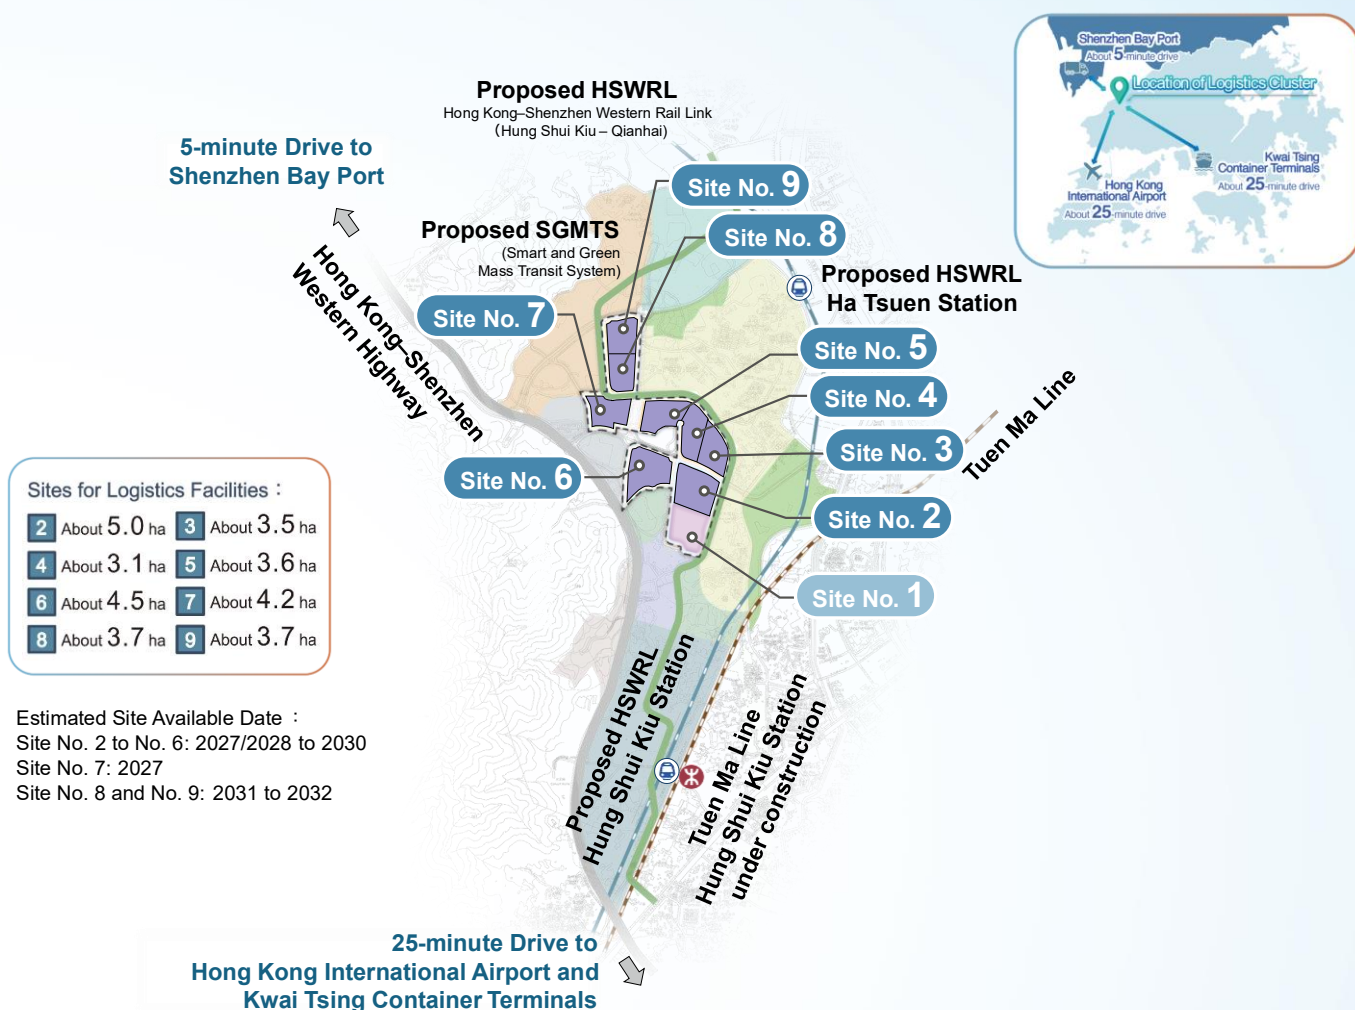 Proposed HSWRL
Hong Kong–Shenzhen Western Rail Link
(Hung Shui Kiu – Qianhai)
5-minute Drive to
Shenzhen Bay Port
Hong Kong–Shenzhen
Western Highway
Proposed SGMTS
(Smart and Green
Mass Transit System)
Site No. 9
Site No. 8
Site No. 7
Proposed HSWRL
Ha Tsuen Station
Site No. 5
Site No. 4
Site No. 3
Site No. 6
Site No. 2
Site No. 1
Tuen Ma Line
Shenzhen Bay Port
About 5-minute drive
Location of Logistics Cluster
Kwai Tsing
Container Terminals
About 25-minute drive
Hong Kong
International Airport
About 25-minute drive
Sites for Logistics Facilities :
2 About 5.0 ha 3 About 3.5 ha
4 About 3.1 ha 5 About 3.6 ha
6 About 4.5 ha 7 About 4.2 ha
8 About 3.7 ha 9 About 3.7 ha
Estimated Site Available Date :
Site No. 2 to No. 6: 2027/2028 to 2030
Site No. 7: 2027
Site No. 8 and No. 9: 2031 to 2032
Proposed HSWRL
Hung Shui Kiu Station
Tuen Ma Line
Hung Shui Kiu Station
under construction
25-minute Drive to
Hong Kong International Airport and
Kwai Tsing Container Terminals